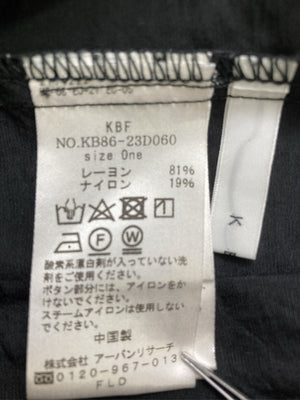 KBF
NO.KB86-23D060
size One
レーヨン 81%
ナイロン 19%
F W
酸素系漂白剤が入っていない洗
剤をご使用ください。
ボタン部分には、アイロンをか
けないでください。
スチームアイロンは使用しない
でください。
中国製
株式会社 アーバンリサーチ
0120-967-013
FLD
K